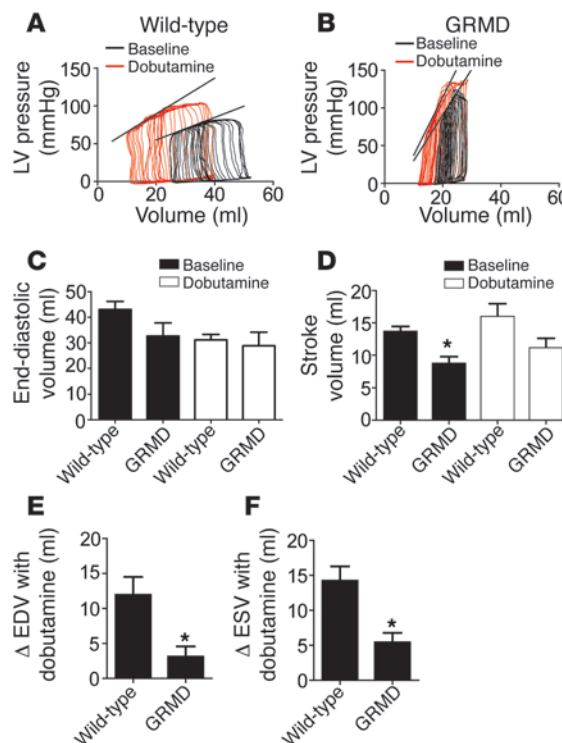 A
Wild-type
Baseline
Dobutamine
LV pressure
(mmHg)
150
100
50
0
0 20 40 60
Volume (ml)
B
GRMD
Baseline
Dobutamine
LV pressure
(mmHg)
150
100
50
0
0 20 40 60
Volume (ml)
C
Baseline
Dobutamine
End-diastolic
volume (ml)
50
40
30
20
10
0
Wild-type
GRMD
Wild-type
GRMD
D
Baseline
Dobutamine
Stroke
volume (ml)
20
15
10
5
0
*
Wild-type
GRMD
Wild-type
GRMD
E
Δ EDV with
dobutamine (ml)
20
15
10
5
0
*
Wild-type
GRMD
F
Δ ESV with
dobutamine (ml)
20
15
10
5
0
*
Wild-type
GRMD